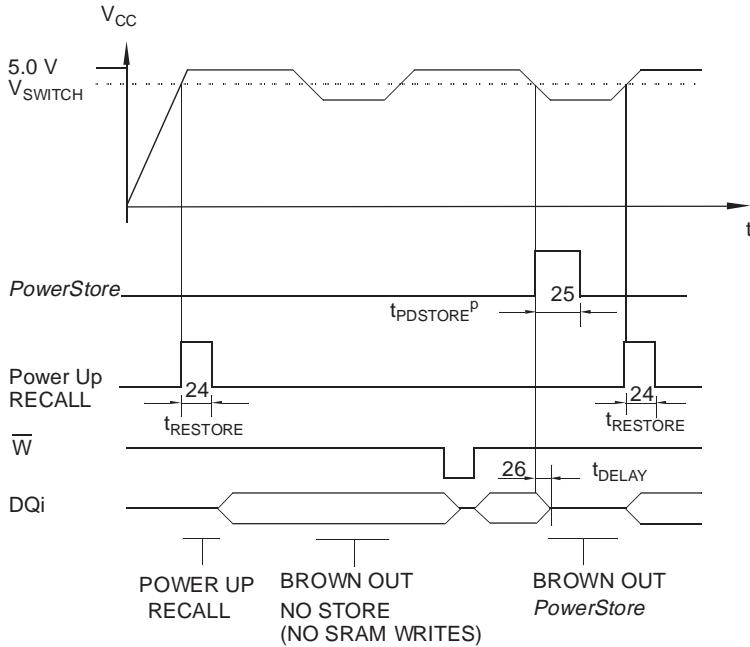 VCC
5.0 V
VSWITCH
t
PowerStore
tPDSTOREp
25
Power Up
RECALL
24
tRESTORE
24
tRESTORE
W
26
tDELAY
DQi
POWER UP
RECALL
BROWN OUT
NO STORE
(NO SRAM WRITES)
BROWN OUT
PowerStore